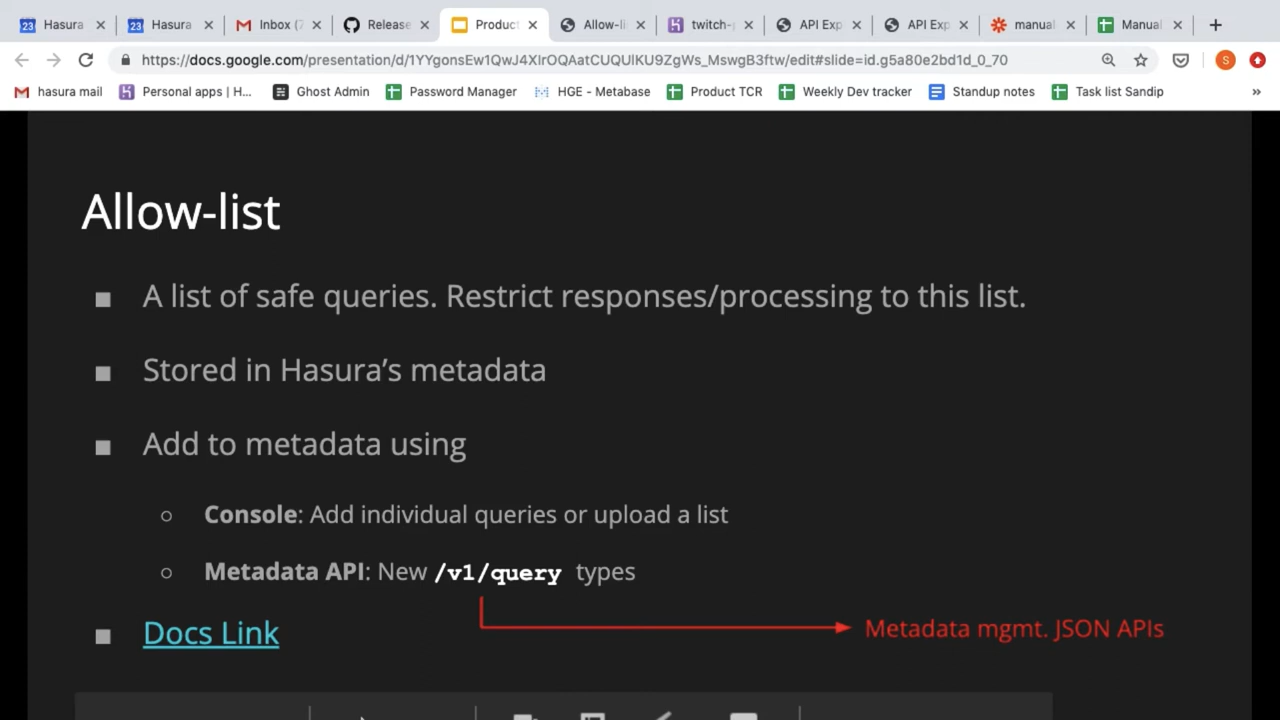 Hasura
Hasura
Inbox (7
Release
Product
Allow-li
twitch-
API Exp
API Exp
manual
Manual
https://docs.google.com/presentation/d/1YYgonsEw1QwJ4XIrOQAatCUQUlKU9ZgWs_MswgB3ftw/edit#slide=id.g5a80e2bd1d_0_70
S
hasura mail
Personal apps | H...
Ghost Admin
Password Manager
HGE - Metabase
Product TCR
Weekly Dev tracker
Standup notes
Task list Sandip
»
Allow-list
A list of safe queries. Restrict responses/processing to this list.
Stored in Hasura’s metadata
Add to metadata using
Console: Add individual queries or upload a list
Metadata API: New /v1/query types
Docs Link
Metadata mgmt. JSON APIs